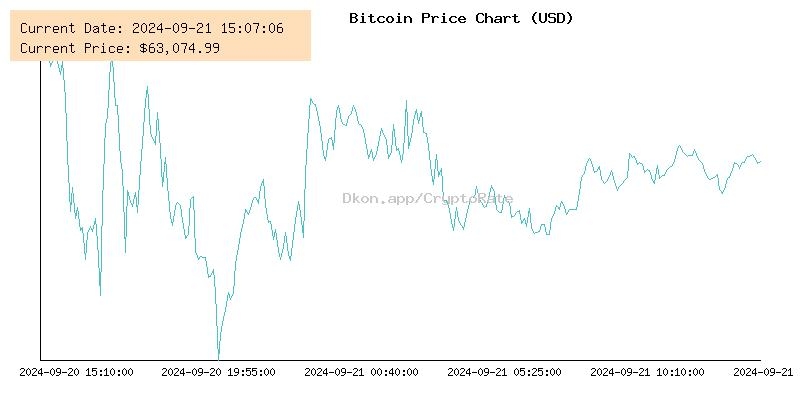 Bitcoin Price Chart (USD)
Current Date: 2024-09-21 15:07:06
Current Price: $63,074.99
Dkon.app/CryptoRate
2024-09-20 15:10:00 2024-09-20 19:55:00 2024-09-21 00:40:00 2024-09-21 05:25:00 2024-09-21 10:10:00 2024-09-21